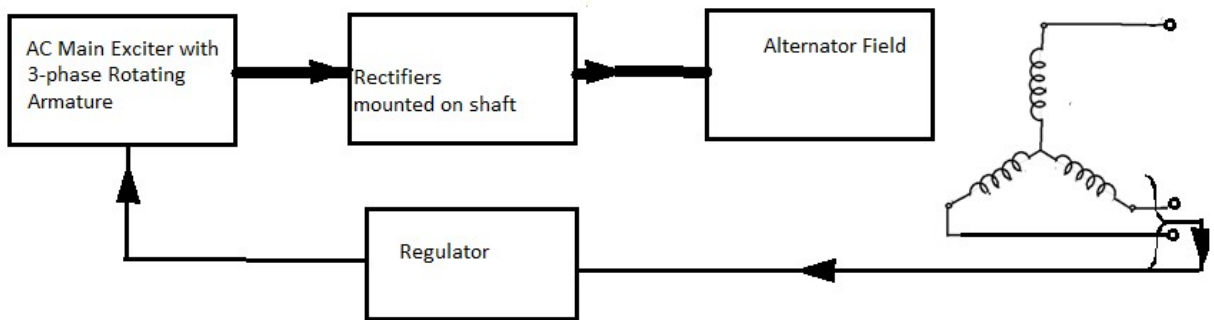 AC Main Exciter with
3-phase Rotating
Armature
Rectifiers
mounted on shaft
Alternator Field
Regulator